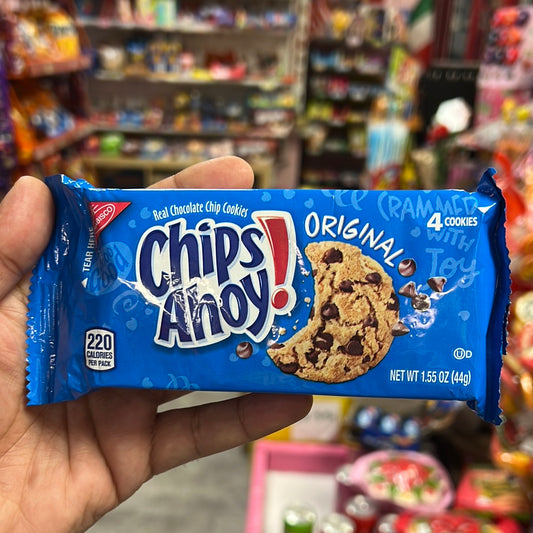 NABISCO
TEAR HERE
Real Chocolate Chip Cookies
Chips
Ahoy!
ORIGINAL
CRAMMED
WITH
Joy
4 COOKIES
220
CALORIES
PER PACK
U D
NET WT 1.55 OZ (44g)